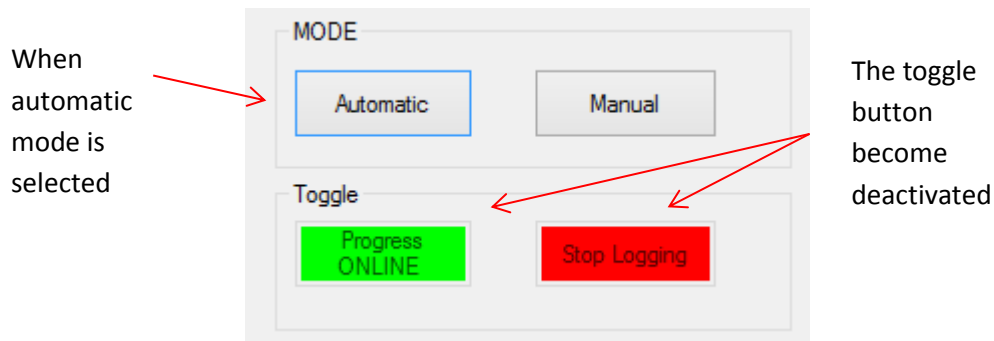 When
automatic
mode is
selected
MODE
Automatic
Manual
Toggle
Progress
ONLINE
Stop Logging
The toggle
button
become
deactivated